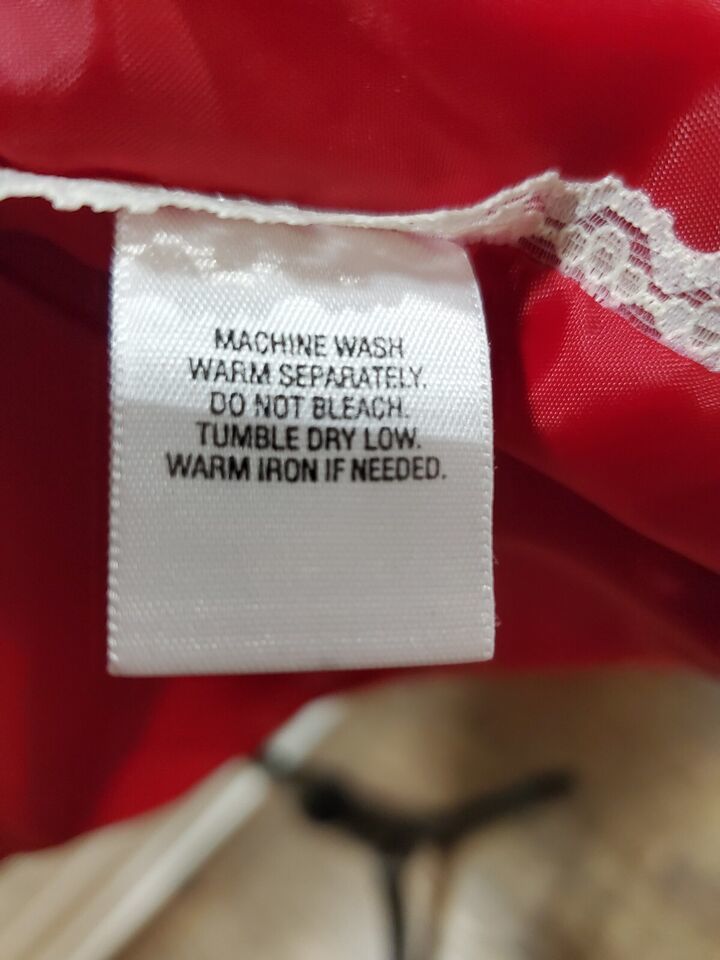 MACHINE WASH
WARM SEPARATELY.
DO NOT BLEACH.
TUMBLE DRY LOW.
WARM IRON IF NEEDED.